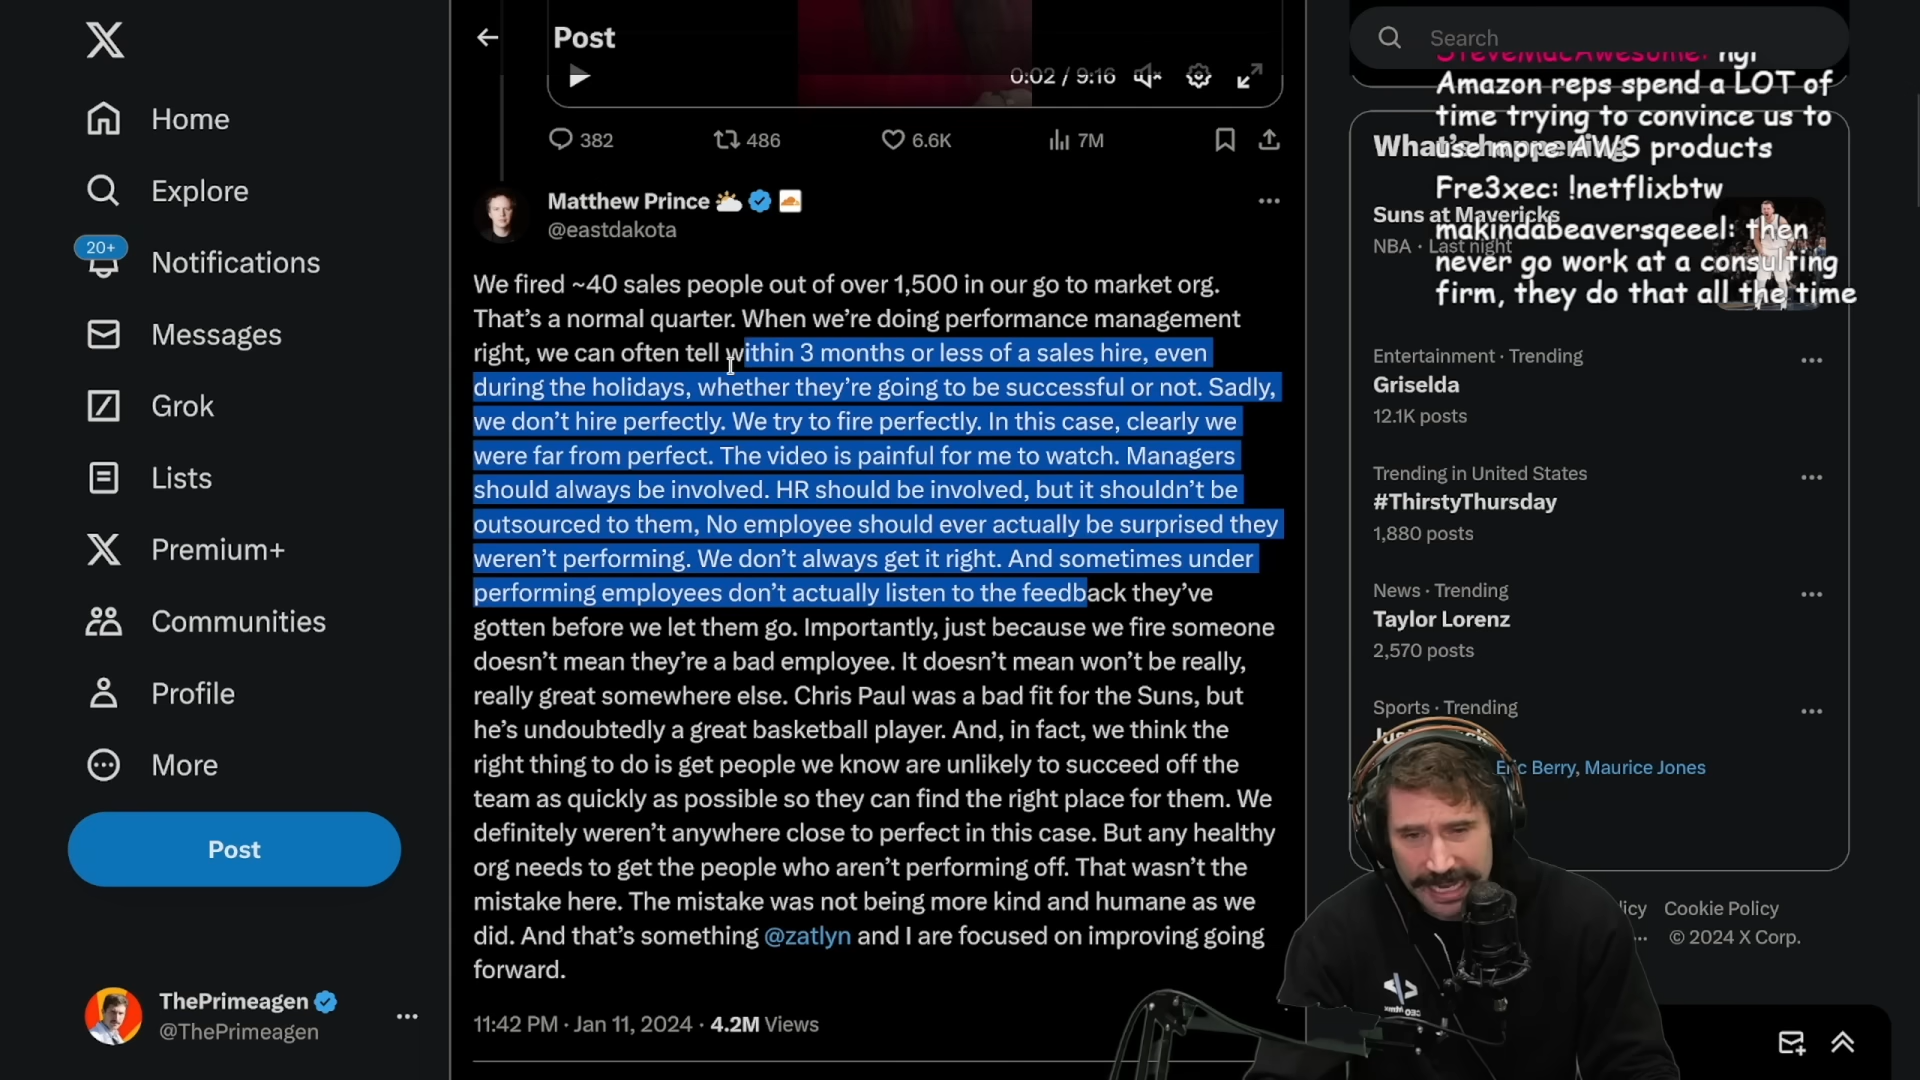 Home
Explore
20+
Notifications
Messages
Grok
Lists
Premium+
Communities
Profile
More
Post
ThePrimeagen
@ThePrimeagen
Post
0:02 / 9:16
382
486
6.6K
7M
Matthew Prince
@eastdakota
We fired ~40 sales people out of over 1,500 in our go to market org.
That's a normal quarter. When we're doing performance management
right, we can often tell within 3 months or less of a sales hire, even
during the holidays, whether they're going to be successful or not. Sadly,
we don't hire perfectly. We try to fire perfectly. In this case, clearly we
were far from perfect. The video is painful for me to watch. Managers
should always be involved. HR should be involved, but it shouldn't be
outsourced to them, No employee should ever actually be surprised they
weren't performing. We don't always get it right. And sometimes under
performing employees don't actually listen to the feedback they've
gotten before we let them go. Importantly, just because we fire someone
doesn't mean they're a bad employee. It doesn't mean won't be really,
really great somewhere else. Chris Paul was a bad fit for the Suns, but
he's undoubtedly a great basketball player. And, in fact, we think the
right thing to do is get people we know are unlikely to succeed off the
team as quickly as possible so they can find the right place for them. We
definitely weren't anywhere close to perfect in this case. But any healthy
org needs to get the people who aren't performing off. That wasn't the
mistake here. The mistake was not being more kind and humane as we
did. And that's something @zatlyn and I are focused on improving going
forward.
11:42 PM · Jan 11, 2024 · 4.2M Views
Search
SteveMacAwesome: ngl
Amazon reps spend a LOT of
time trying to convince us to
use more AWS products
Fre3xec: !netflixbtw
makindabeaversqeeel: then
never go work at a consulting
firm, they do that all the time
What's happening
Suns at Mavericks
NBA · Last night
Entertainment · Trending
Griselda
12.1K posts
Trending in United States
#ThirstyThursday
1,880 posts
News · Trending
Taylor Lorenz
2,570 posts
Sports · Trending
Eric Berry, Maurice Jones
Cookie Policy
© 2024 X Corp.